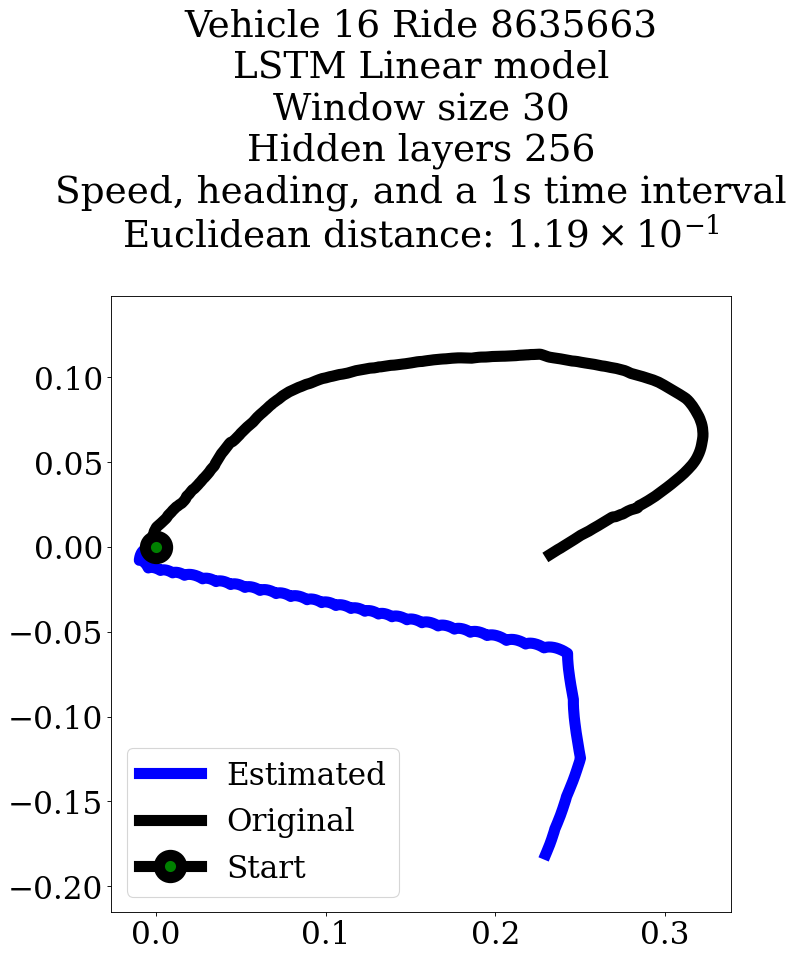 Vehicle 16 Ride 8635663
LSTM Linear model
Window size 30
Hidden layers 256
Speed, heading, and a 1s time interval
Euclidean distance: 1.19 × 10⁻¹
0.10
0.05
0.00
−0.05
−0.10
−0.15
−0.20
Estimated
Original
Start
0.0 0.1 0.2 0.3